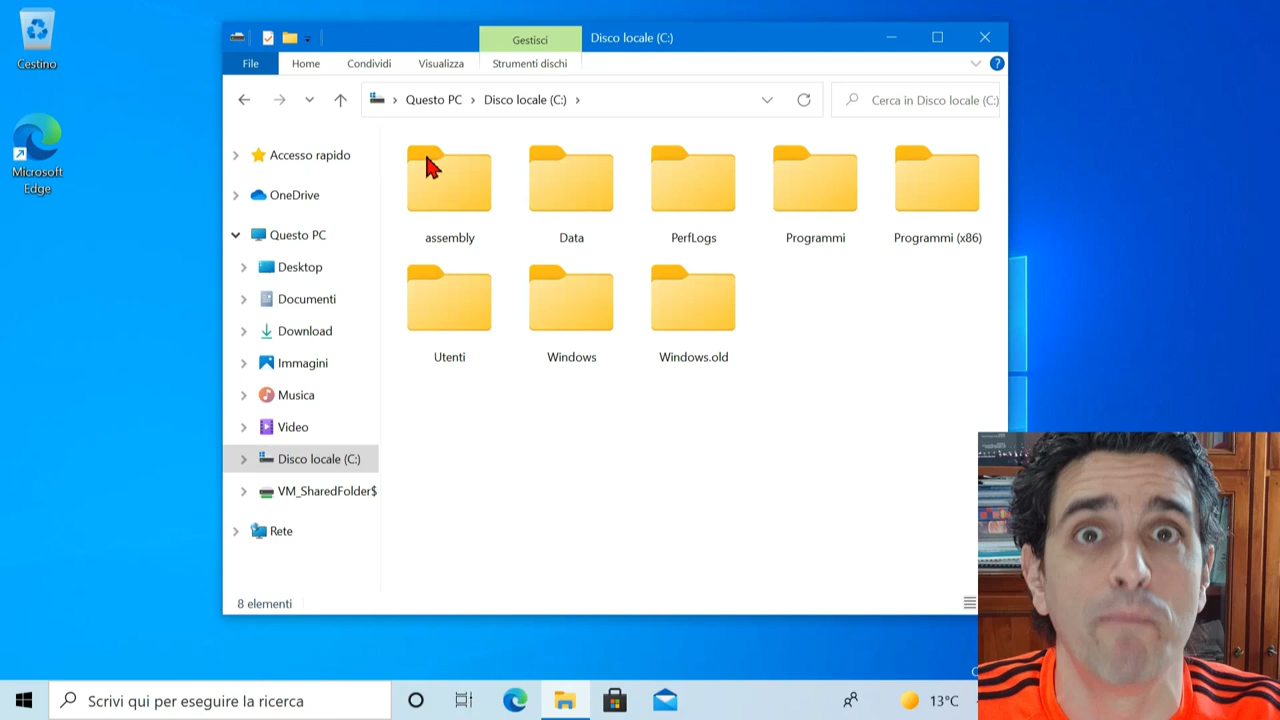 Cestino
Microsoft
Edge
Gestisci
Disco locale (C:)
File
Home
Condividi
Visualizza
Strumenti dischi
Questo PC
Disco locale (C:)
Cerca in Disco locale (C:)
Accesso rapido
OneDrive
Questo PC
Desktop
Documenti
Download
Immagini
Musica
Video
Disco locale (C:)
VM_SharedFolder$
Rete
assembly
Data
PerfLogs
Programmi
Programmi (x86)
Utenti
Windows
Windows.old
8 elementi
Scrivi qui per eseguire la ricerca
13°C